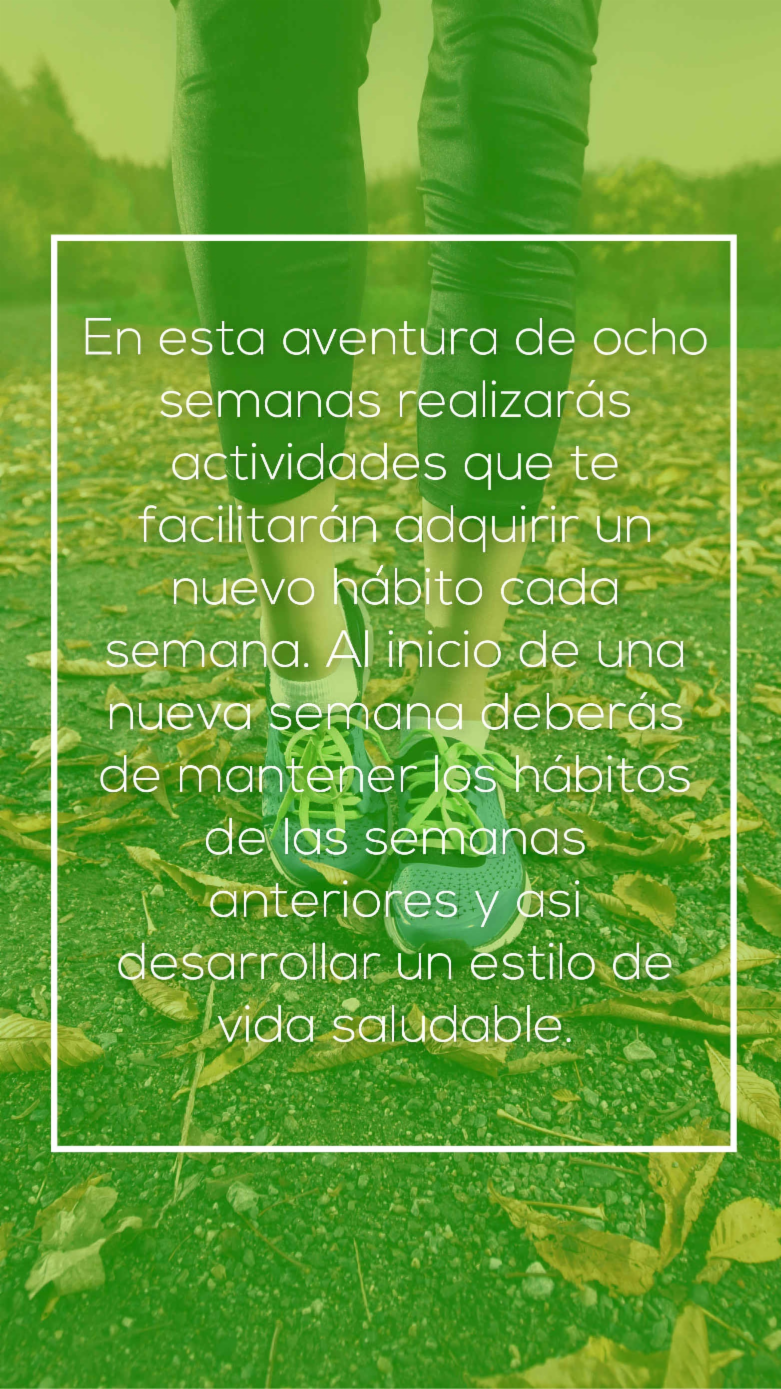 En esta aventura de ocho
semanas realizarás
actividades que te
facilitarán adquirir un
nuevo hábito cada
semana. Al inicio de una
nueva semana deberás
de mantener los hábitos
de las semanas
anteriores y asi
desarrollar un estilo de
vida saludable.